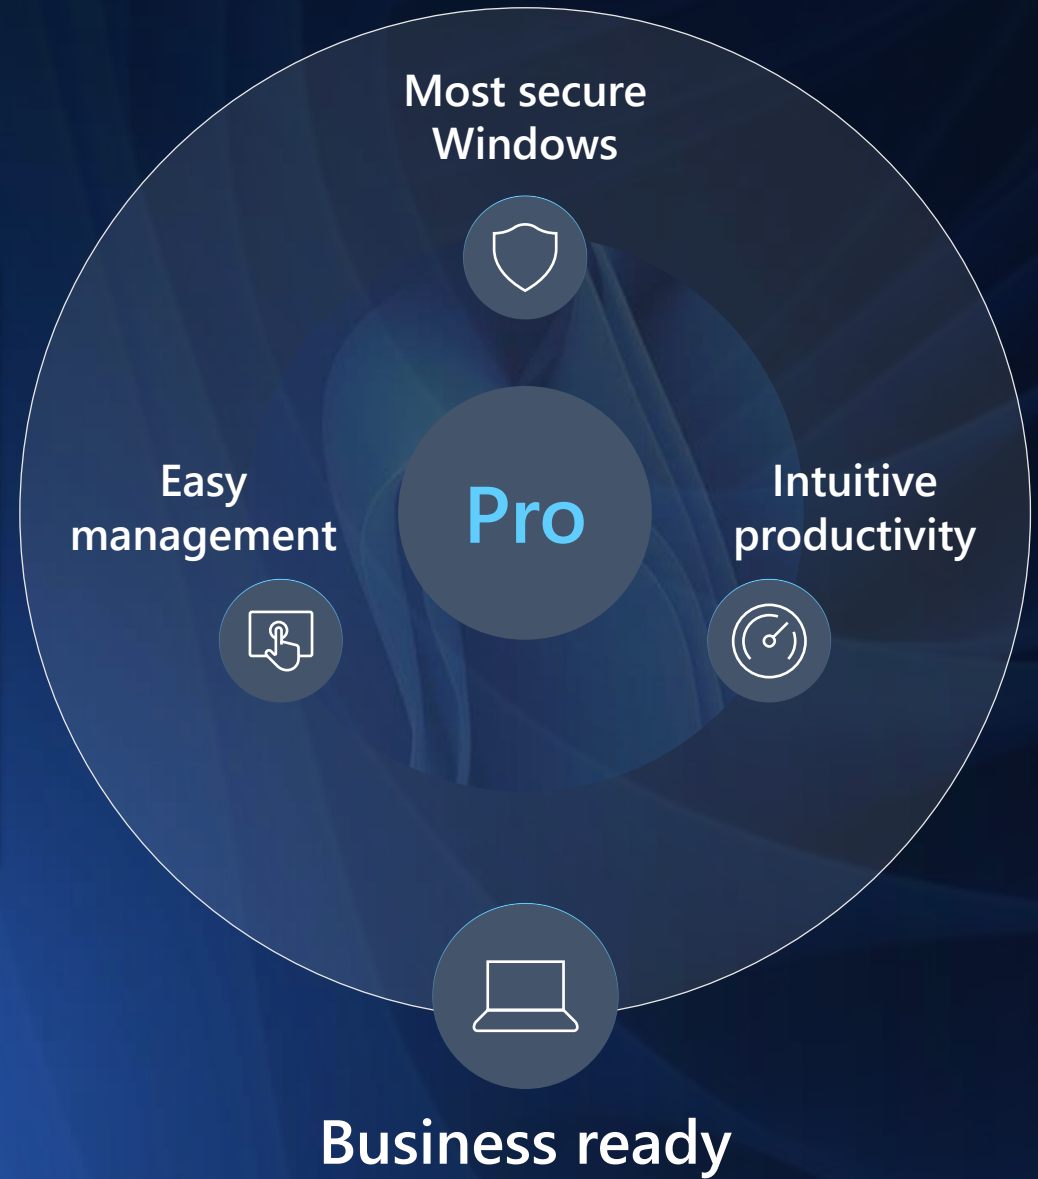 Most secure
Windows
Easy
management
Pro
Intuitive
productivity
Business ready